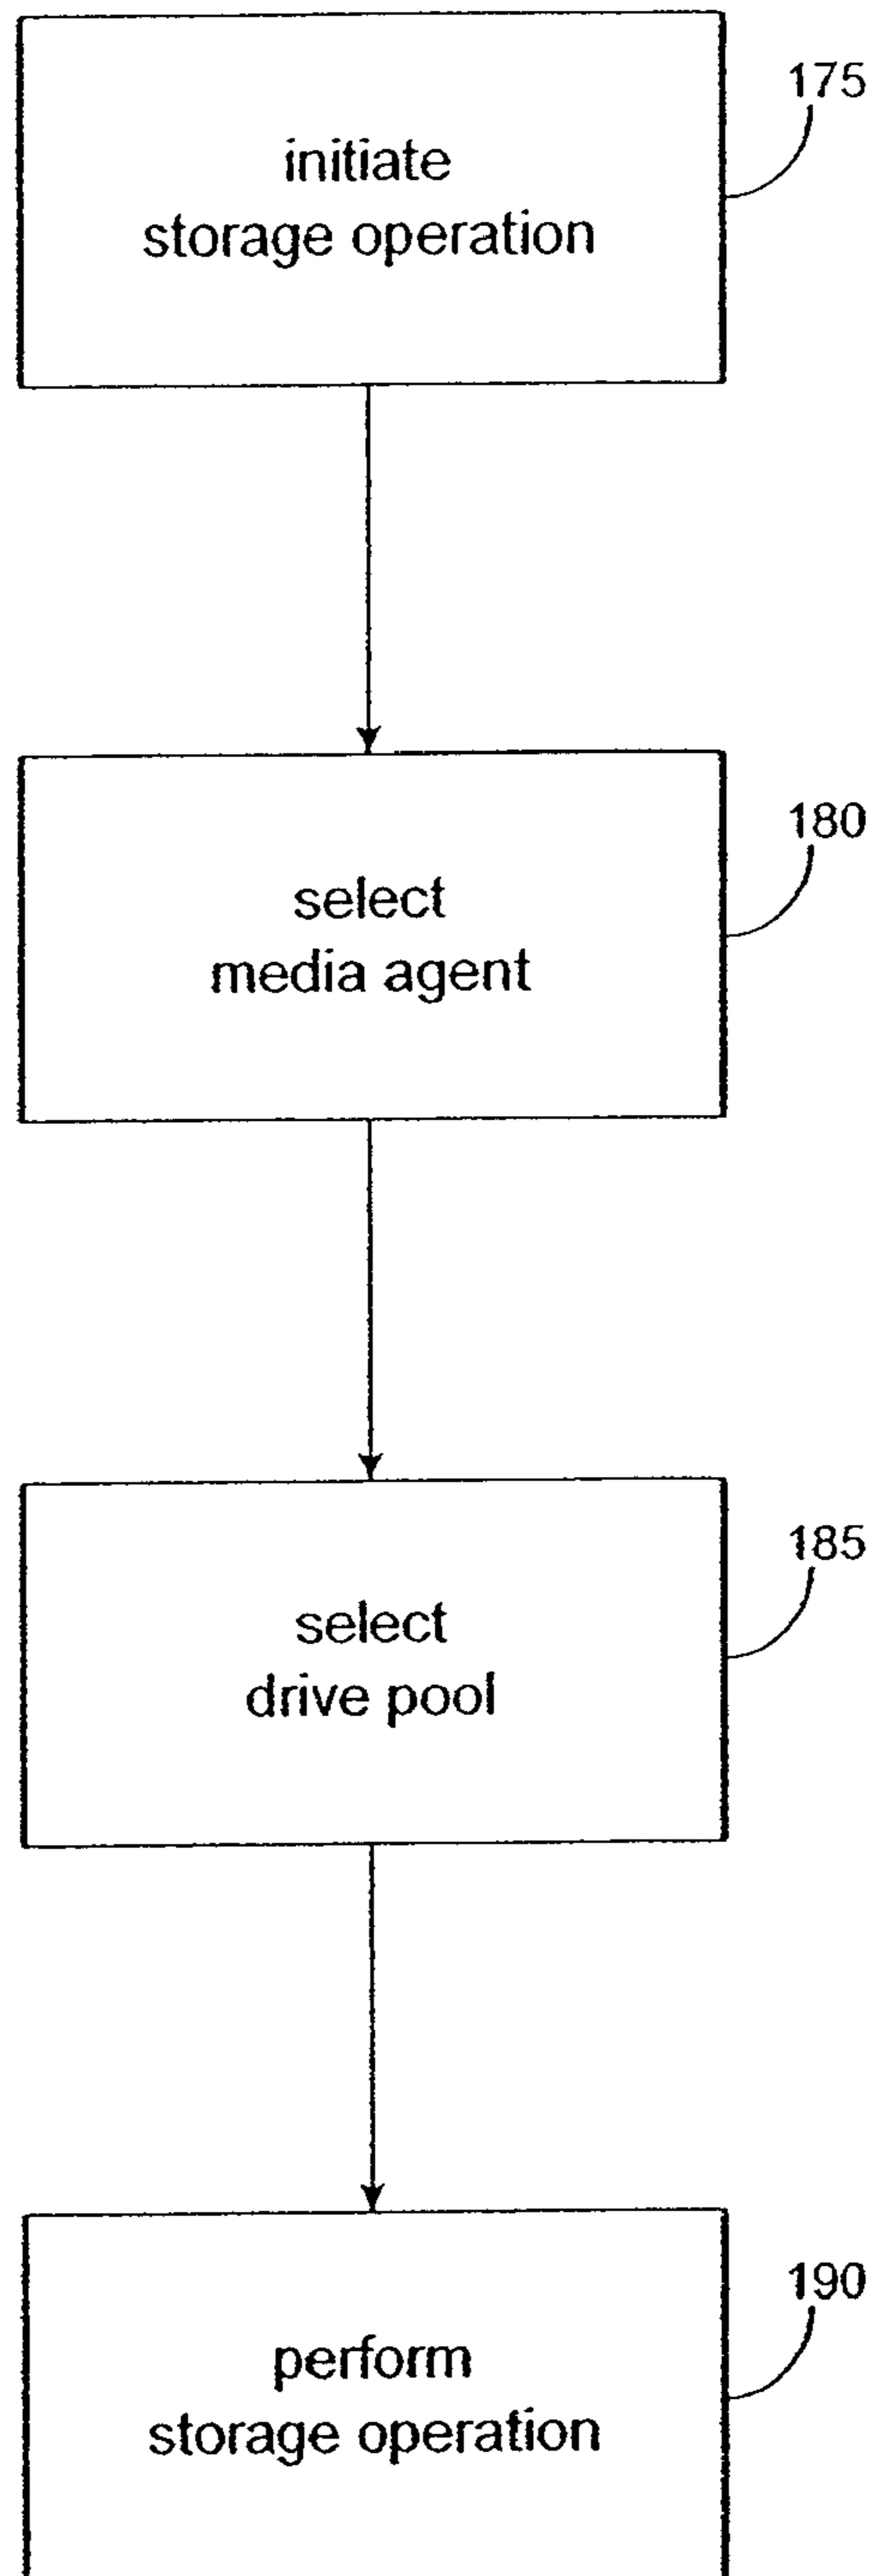 175
initiate
storage operation
180
select
media agent
185
select
drive pool
190
perform
storage operation